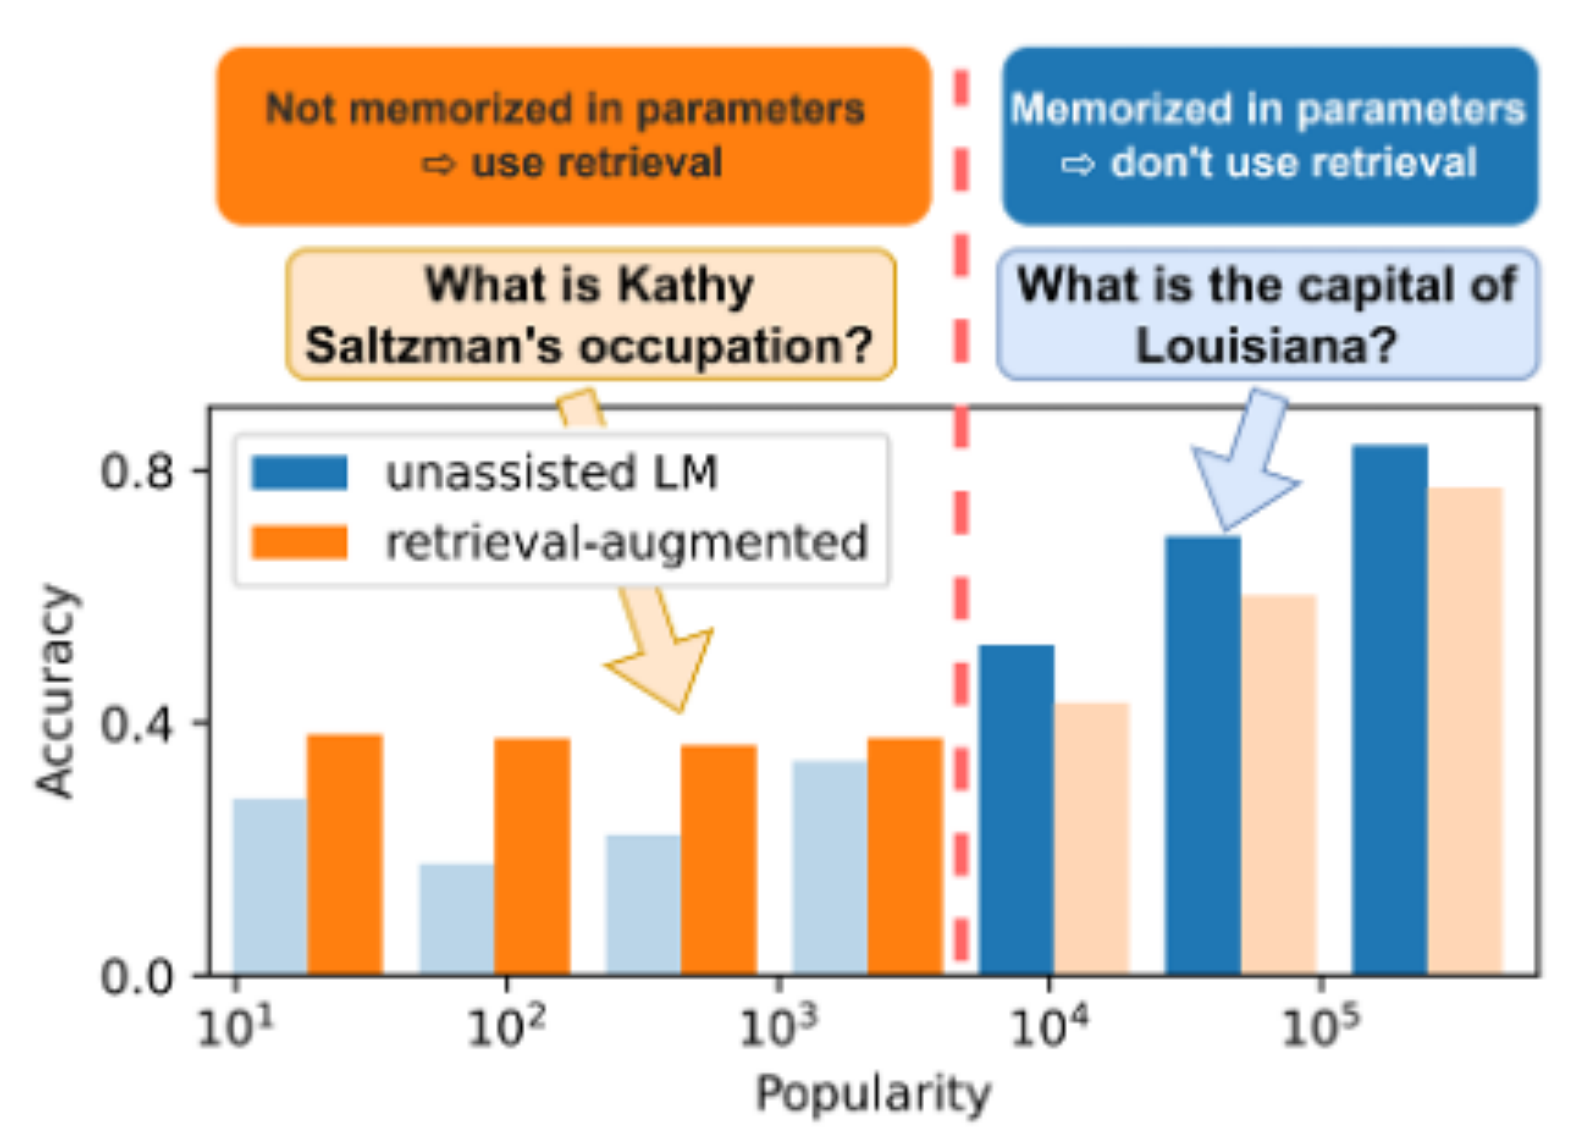 Not memorized in parameters
⇨ use retrieval
Memorized in parameters
⇨ don't use retrieval
What is Kathy
Saltzman's occupation?
What is the capital of
Louisiana?
unassisted LM
retrieval-augmented
Accuracy
0.8
0.4
0.0
10¹ 10² 10³ 10⁴ 10⁵
Popularity